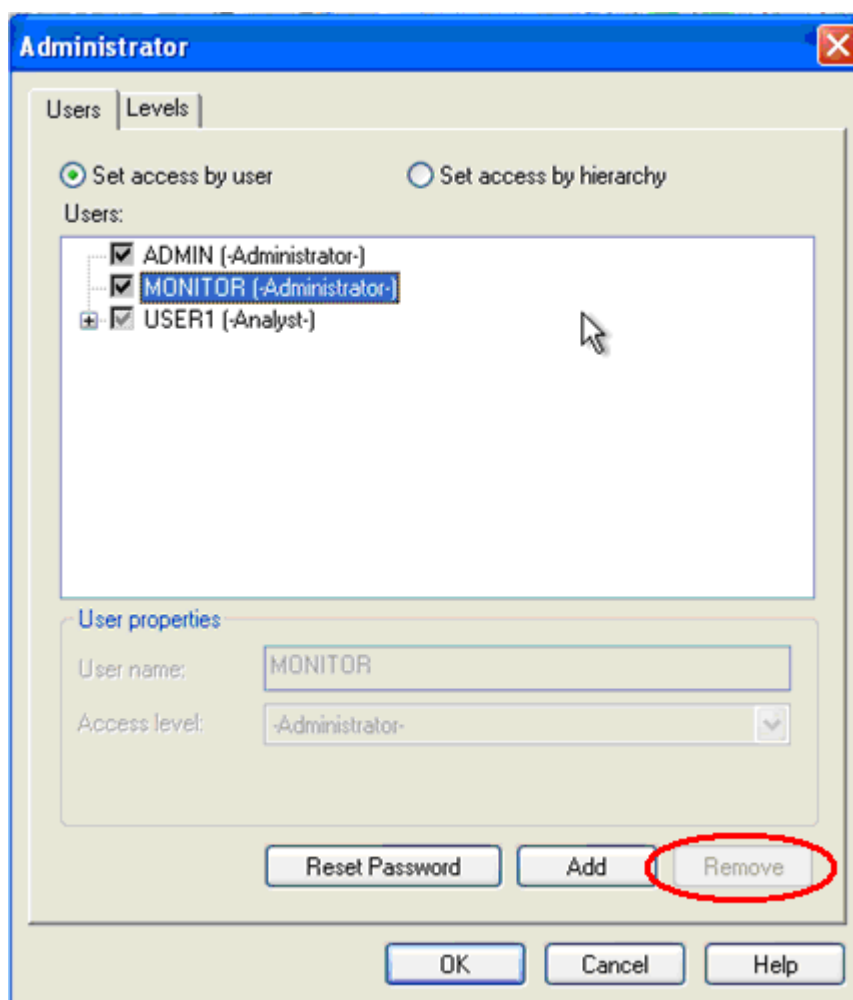 Administrator
Users Levels
Set access by user Set access by hierarchy
Users:
ADMIN (-Administrator-)
MONITOR (-Administrator-)
USER1 (-Analyst-)
User properties
User name: MONITOR
Access level: -Administrator-
Reset Password Add Remove
OK Cancel Help